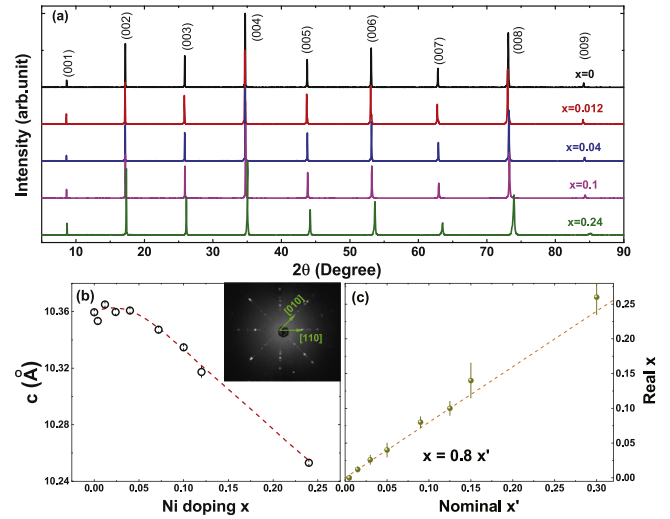 (a)
(001)
(002)
(003)
(004)
(005)
(006)
(007)
(008)
(009)
x=0
x=0.012
x=0.04
x=0.1
x=0.24
Intensity (arb.unit)
10 20 30 40 50 60 70 80 90
2θ (Degree)
(b)
[010]
[110]
10.36
10.32
10.28
10.24
c (Å)
0.00 0.05 0.10 0.15 0.20 0.25
Ni doping x
(c)
x = 0.8 x'
0.25
0.20
0.15
0.10
0.05
0.00
Real x
0.00 0.05 0.10 0.15 0.20 0.25 0.30
Nominal x'